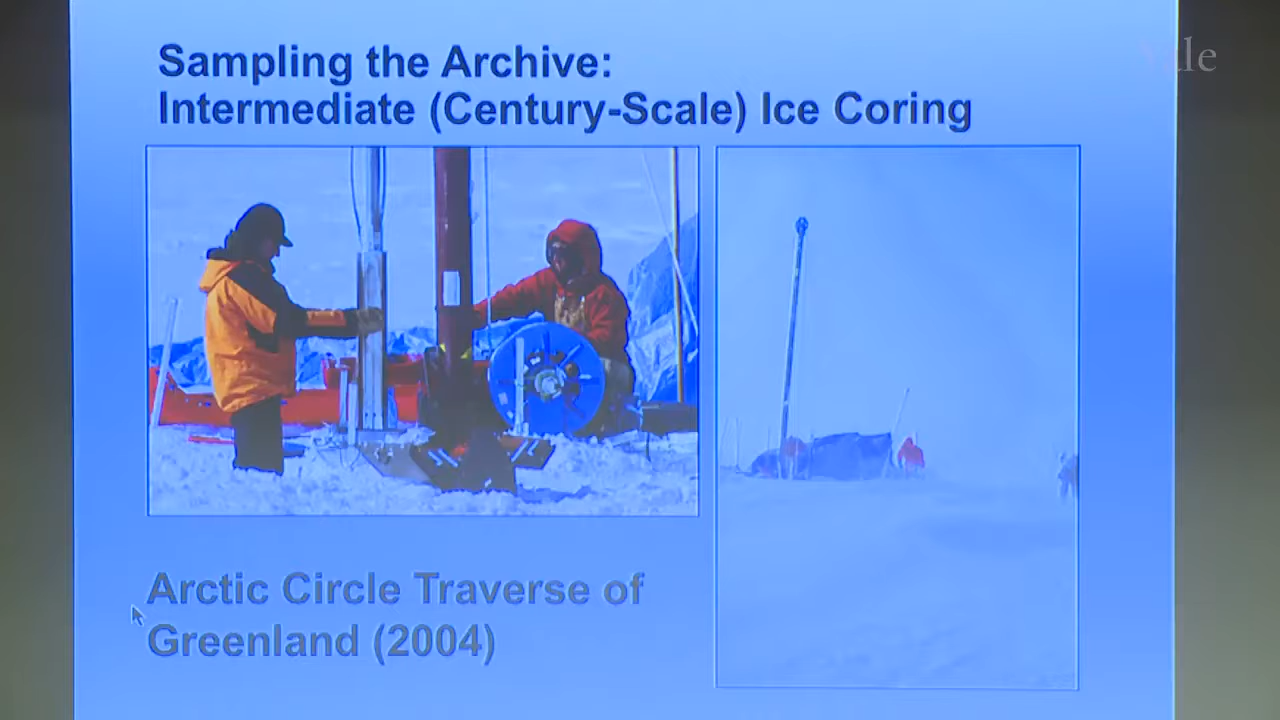 Sampling the Archive:
Intermediate (Century-Scale) Ice Coring
Arctic Circle Traverse of
Greenland (2004)